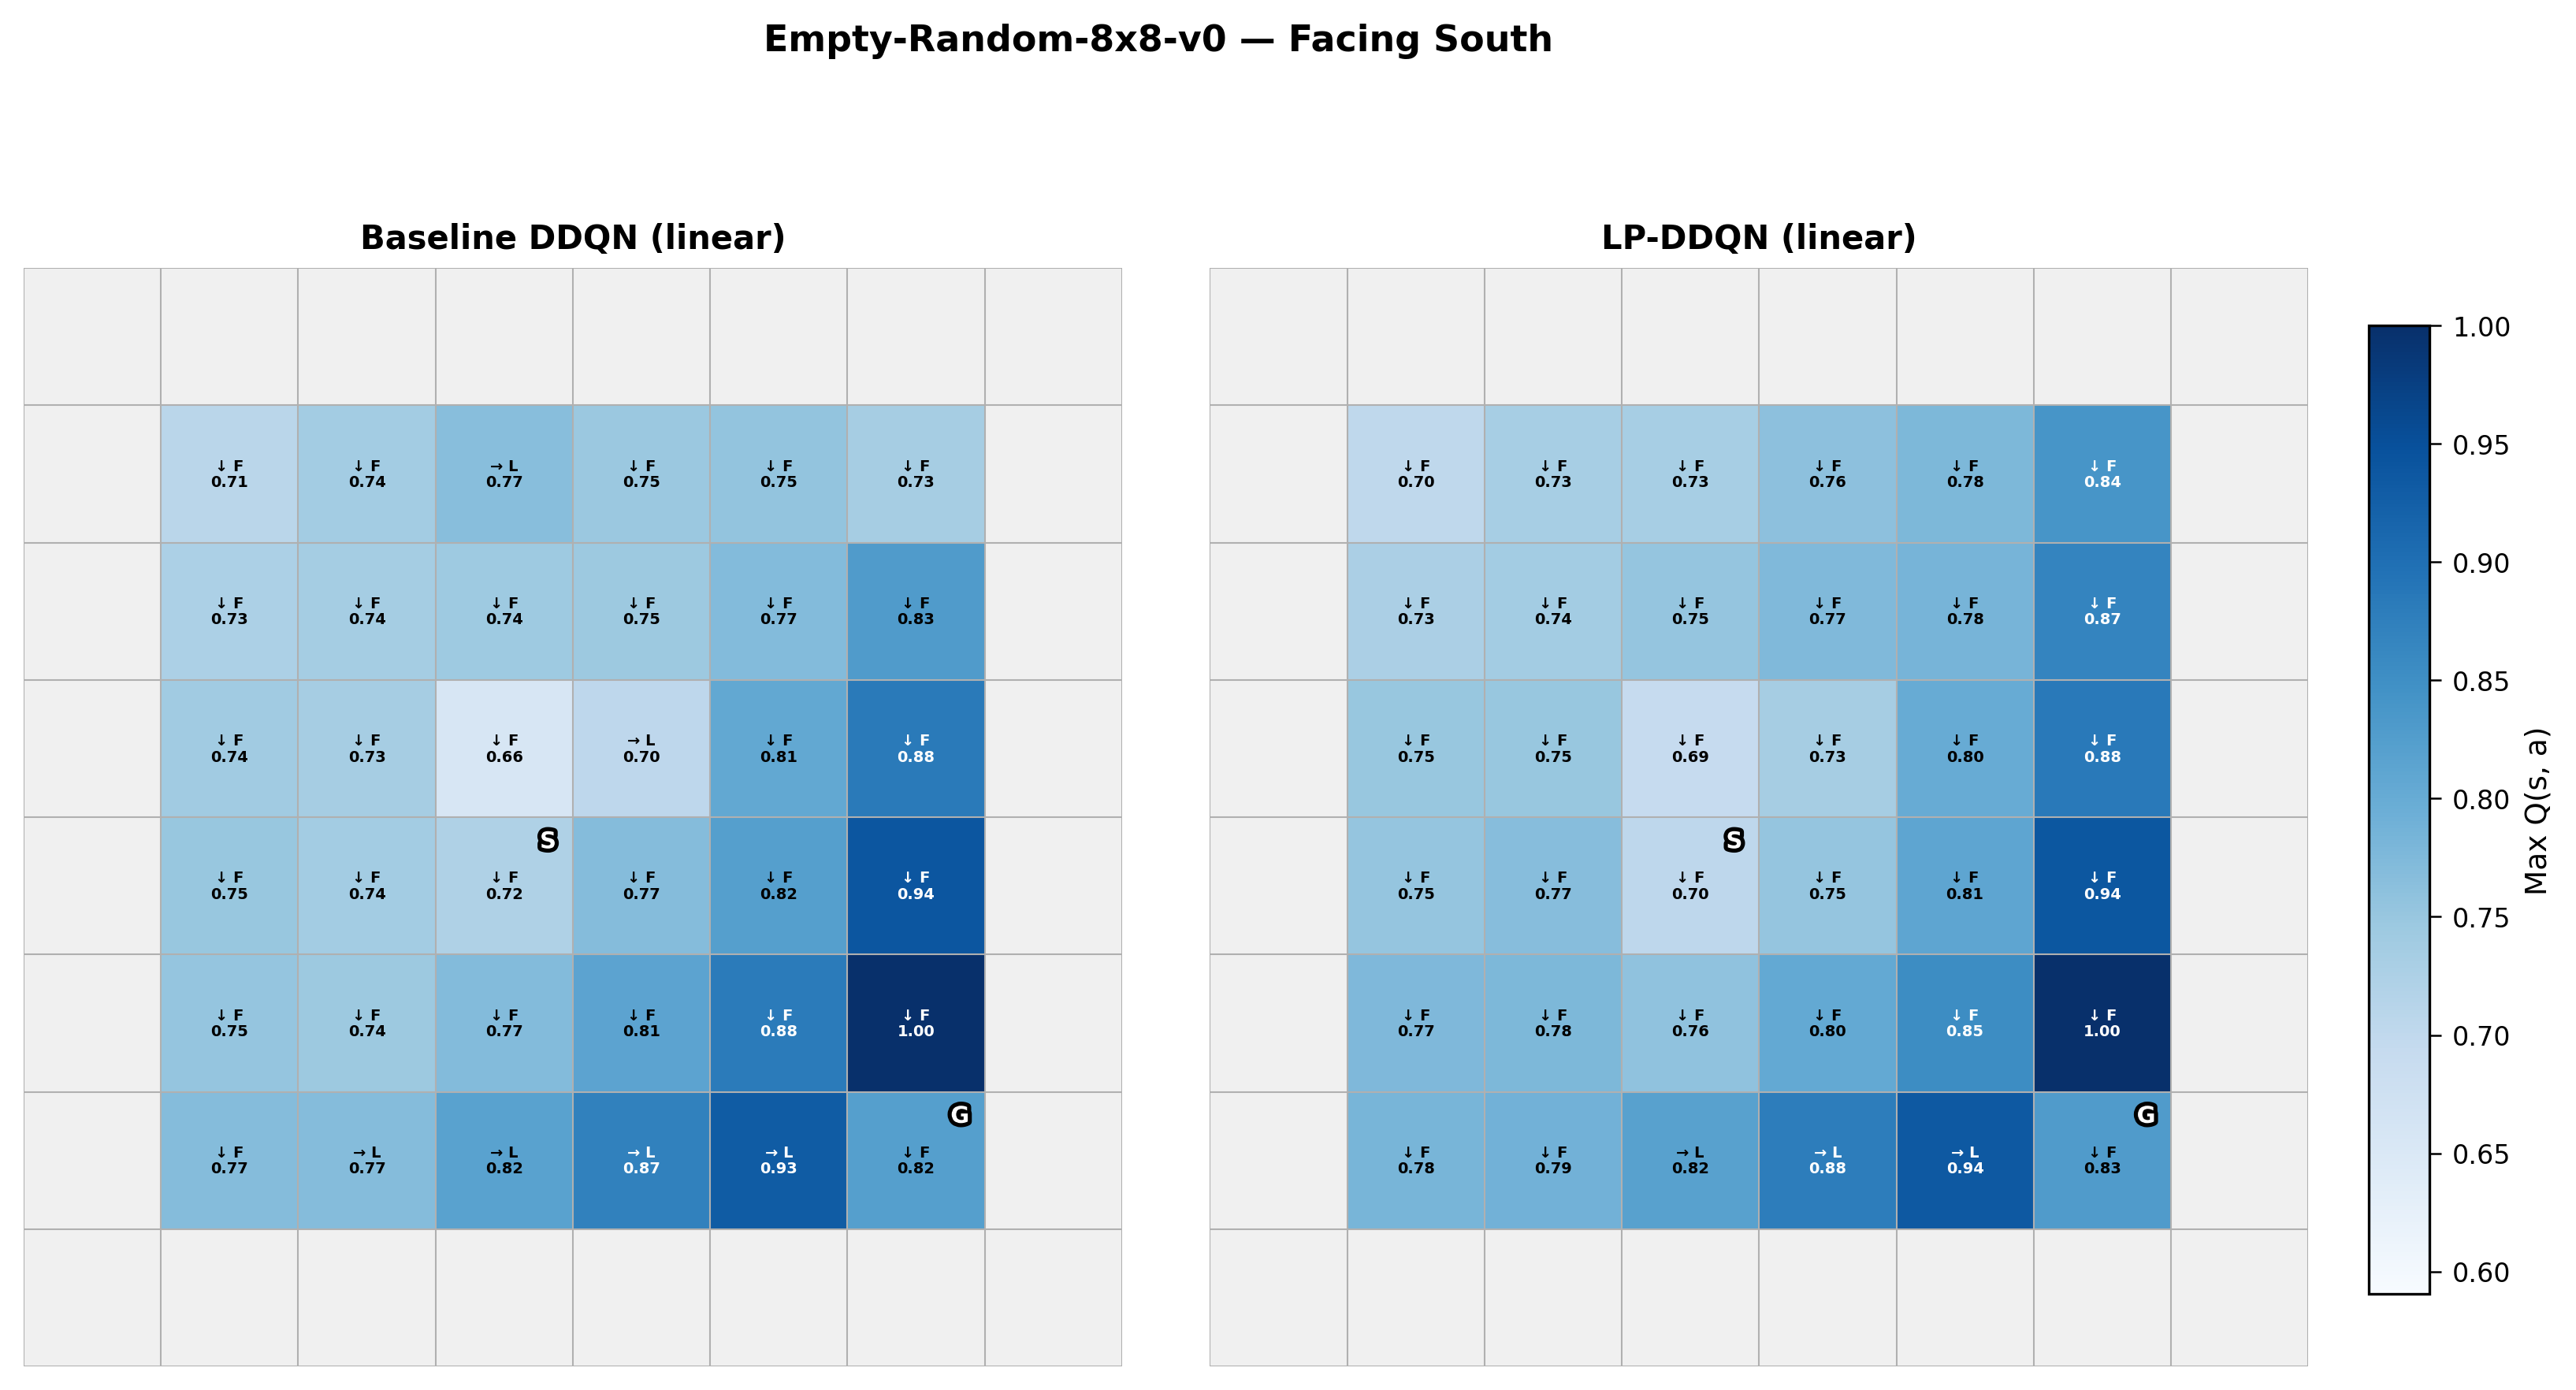 Empty-Random-8x8-v0 — Facing South
Baseline DDQN (linear)
↓ F ↓ F → L ↓ F ↓ F ↓ F
0.71 0.74 0.77 0.75 0.75 0.73
↓ F ↓ F ↓ F ↓ F ↓ F ↓ F
0.73 0.74 0.74 0.75 0.77 0.83
↓ F ↓ F ↓ F → L ↓ F ↓ F
0.74 0.73 0.66 0.70 0.81 0.88
S
↓ F ↓ F ↓ F ↓ F ↓ F ↓ F
0.75 0.74 0.72 0.77 0.82 0.94
↓ F ↓ F ↓ F ↓ F ↓ F ↓ F
0.75 0.74 0.77 0.81 0.88 1.00
G
↓ F → L → L → L → L ↓ F
0.77 0.77 0.82 0.87 0.93 0.82
LP-DDQN (linear)
↓ F ↓ F ↓ F ↓ F ↓ F ↓ F
0.70 0.73 0.73 0.76 0.78 0.84
↓ F ↓ F ↓ F ↓ F ↓ F ↓ F
0.73 0.74 0.75 0.77 0.78 0.87
↓ F ↓ F ↓ F ↓ F ↓ F ↓ F
0.75 0.75 0.69 0.73 0.80 0.88
S
↓ F ↓ F ↓ F ↓ F ↓ F ↓ F
0.75 0.77 0.70 0.75 0.81 0.94
↓ F ↓ F ↓ F ↓ F ↓ F ↓ F
0.77 0.78 0.76 0.80 0.85 1.00
G
↓ F ↓ F → L → L → L ↓ F
0.78 0.79 0.82 0.88 0.94 0.83
1.00
0.95
0.90
0.85
0.80
0.75
0.70
0.65
0.60
Max Q(s, a)